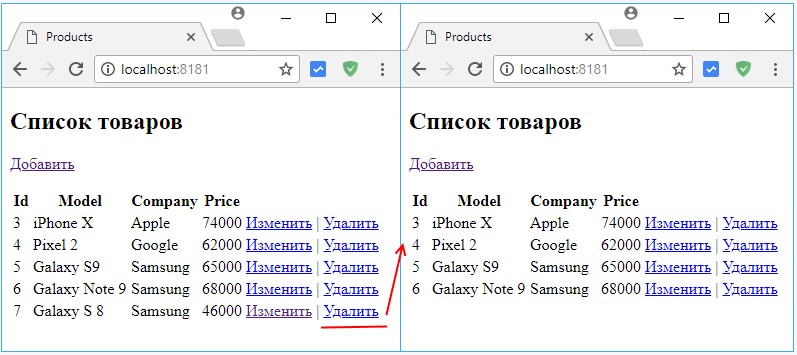 Products
localhost:8181
Список товаров
Добавить
Id Model Company Price
3 iPhone X Apple 74000 Изменить | Удалить
4 Pixel 2 Google 62000 Изменить | Удалить
5 Galaxy S9 Samsung 65000 Изменить | Удалить
6 Galaxy Note 9 Samsung 68000 Изменить | Удалить
7 Galaxy S 8 Samsung 46000 Изменить | Удалить
Products
localhost:8181
Список товаров
Добавить
Id Model Company Price
3 iPhone X Apple 74000 Изменить | Удалить
4 Pixel 2 Google 62000 Изменить | Удалить
5 Galaxy S9 Samsung 65000 Изменить | Удалить
6 Galaxy Note 9 Samsung 68000 Изменить | Удалить